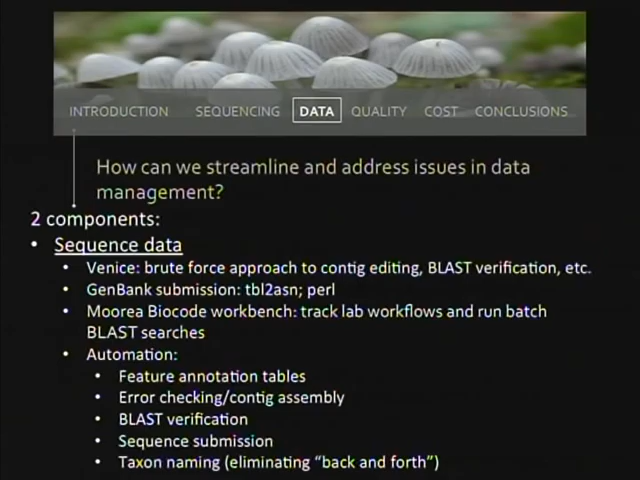 INTRODUCTION SEQUENCING DATA QUALITY COST CONCLUSIONS
How can we streamline and address issues in data
management?
2 components:
• Sequence data
• Venice: brute force approach to contig editing, BLAST verification, etc.
• GenBank submission: tbl2asn; perl
• Moorea Biocode workbench: track lab workflows and run batch
BLAST searches
• Automation:
• Feature annotation tables
• Error checking/contig assembly
• BLAST verification
• Sequence submission
• Taxon naming (eliminating “back and forth”)